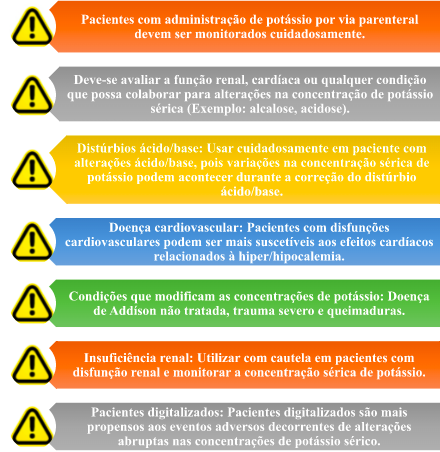 Pacientes com administração de potássio por via parenteral
devem ser monitorados cuidadosamente.
Deve-se avaliar a função renal, cardíaca ou qualquer condição
que possa colaborar para alterações na concentração de potássio
sérica (Exemplo: alcalose, acidose).
Distúrbios ácido/base: Usar cuidadosamente em paciente com
alterações ácido/base, pois variações na concentração sérica de
potássio podem acontecer durante a correção do distúrbio
ácido/base.
Doença cardiovascular: Pacientes com disfunções
cardiovasculares podem ser mais suscetíveis aos efeitos cardíacos
relacionados à hiper/hipocalemia.
Condições que modificam as concentrações de potássio: Doença
de Addison não tratada, trauma severo e queimaduras.
Insuficiência renal: Utilizar com cautela em pacientes com
disfunção renal e monitorar a concentração sérica de potássio.
Pacientes digitalizados: Pacientes digitalizados são mais
propensos aos eventos adversos decorrentes de alterações
abruptas nas concentrações de potássio sérico.